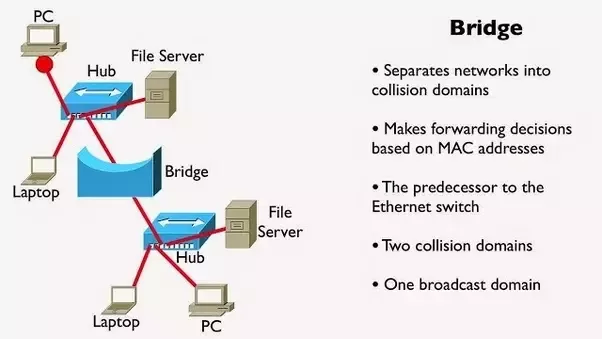 PC
Hub
File Server
Laptop
Bridge
File
Server
Hub
Laptop
PC
Bridge
• Separates networks into
collision domains
• Makes forwarding decisions
based on MAC addresses
• The predecessor to the
Ethernet switch
• Two collision domains
• One broadcast domain